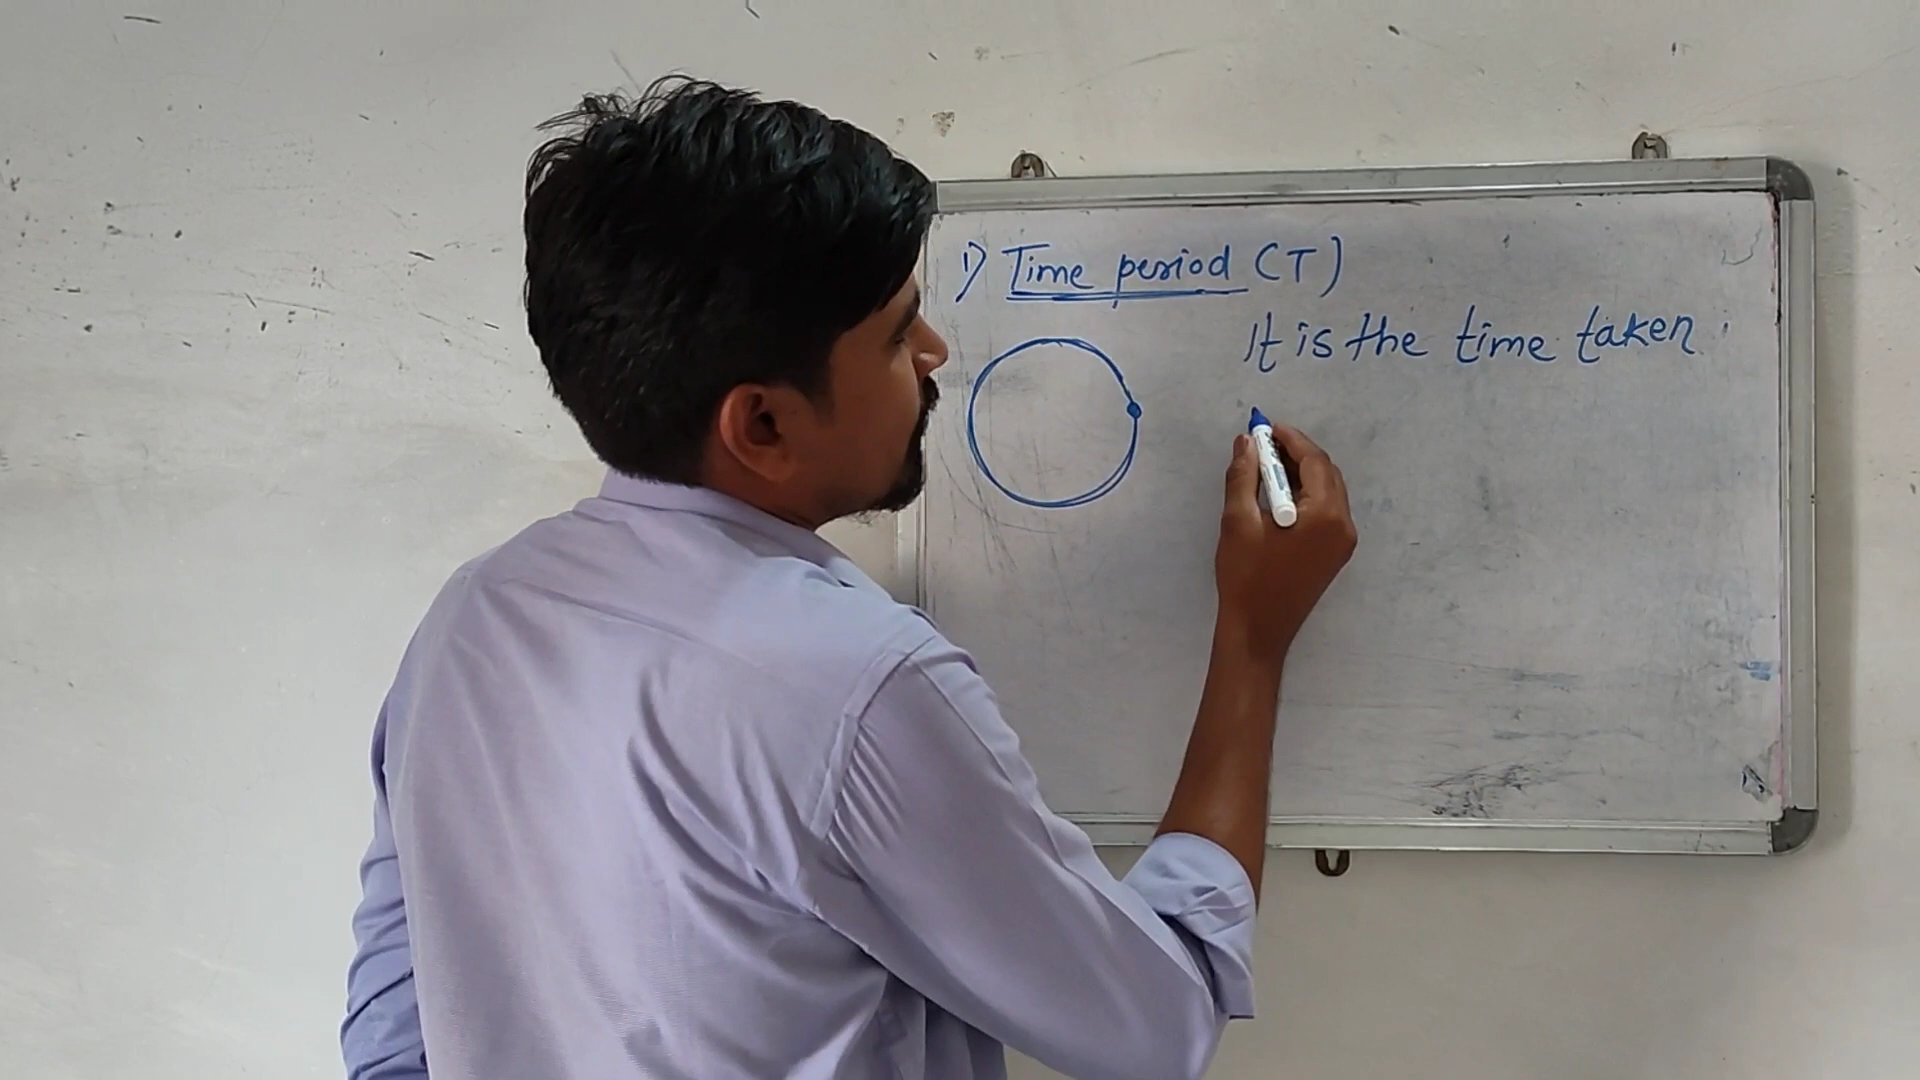 1) Time period (T)
It is the time taken